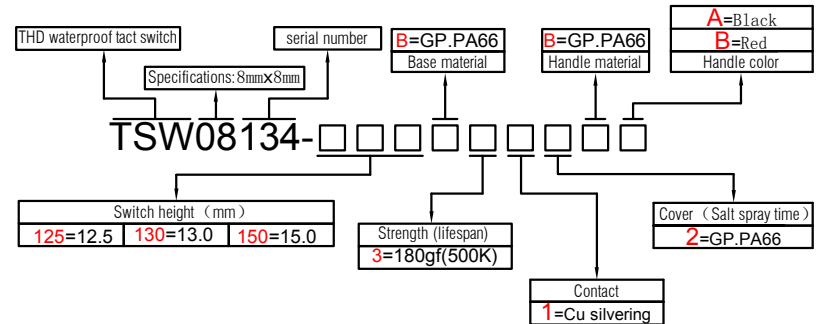 THD waterproof tact switch
serial number
B=GP.PA66
Base material
B=GP.PA66
Handle material
A=Black
B=Red
Handle color
Specifications:8mmx8mm
TSW08134-□□□□□□□□□
Switch height（mm）
125=12.5 130=13.0 150=15.0
Strength (lifespan)
3=180gf(500K)
Contact
1=Cu silvering
Cover（Salt spray time）
2=GP.PA66